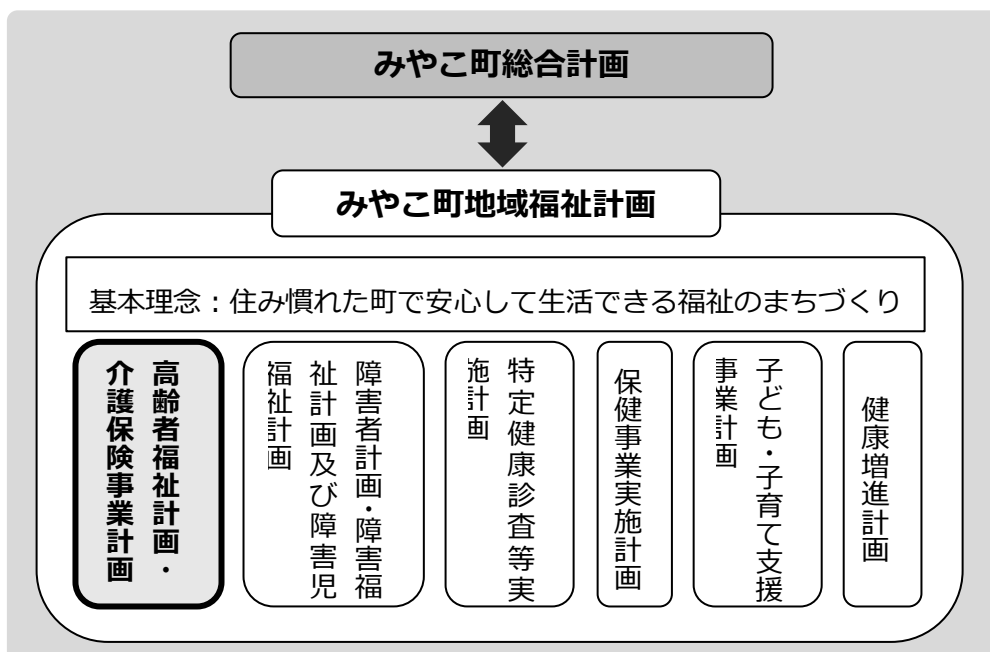 みやこ町総合計画
みやこ町地域福祉計画
基本理念：住み慣れた町で安心して生活できる福祉のまちづくり
高齢者福祉計画・
介護保険事業計画
障害者計画・障害福
祉計画及び障害児
福祉計画
特定健康診査等実
施計画
保健事業実施計画
子ども・子育て支援
事業計画
健康増進計画